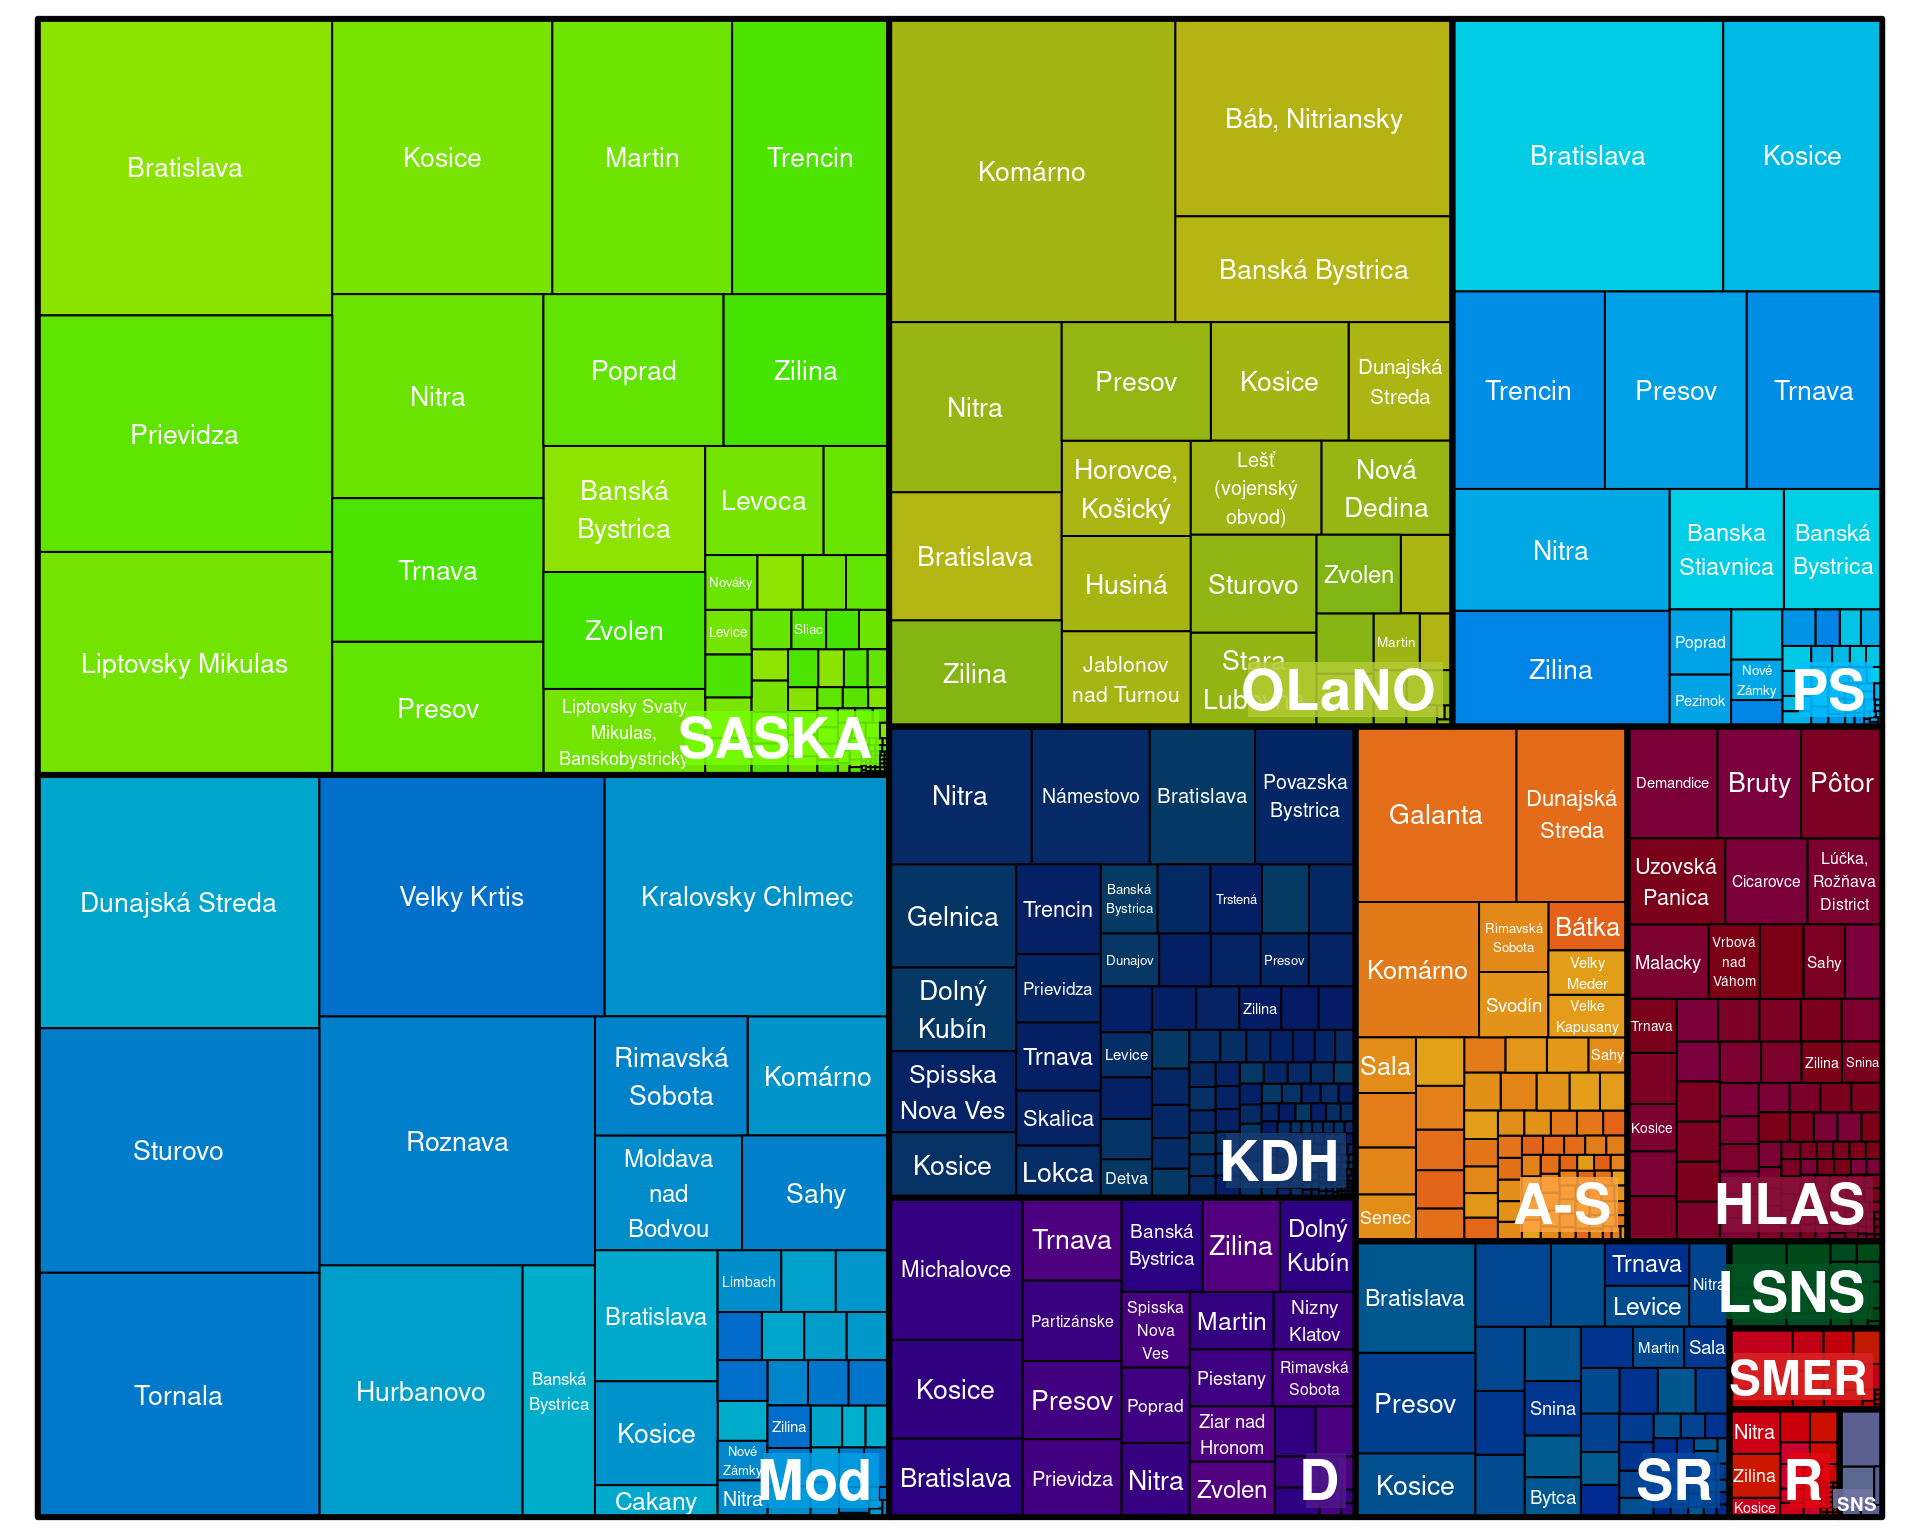 Bratislava
Kosice
Martin
Trencin
Prievidza
Nitra
Poprad
Zilina
Liptovsky Mikulas
Trnava
Presov
Banská
Bystrica
Levoca
Zvolen
Nováky
Levice
Sliac
Liptovsky Svaty
Mikulas,
Banskobystricky
SASKA
Komárno
Báb, Nitriansky
Banská Bystrica
Nitra
Presov
Kosice
Dunajská
Streda
Bratislava
Horovce,
Košický
Lešť
(vojenský
obvod)
Nová
Dedina
Husiná
Sturovo
Zvolen
Zilina
Jablonov
nad Turnou
Stara
Martin
OLaNO
Bratislava
Kosice
Trencin
Presov
Trnava
Nitra
Banska
Stiavnica
Banská
Bystrica
Zilina
Poprad
Nové
Zámky
Pezinok
PS
Dunajská Streda
Velky Krtis
Kralovsky Chlmec
Sturovo
Roznava
Rimavská
Sobota
Komárno
Moldava
nad
Bodvou
Sahy
Tornala
Hurbanovo
Banská
Bystrica
Bratislava
Limbach
Kosice
Zilina
Nové
Zámky
Cakany
Nitra
Mod
Nitra
Námestovo
Bratislava
Povazska
Bystrica
Gelnica
Trencin
Banská
Bystrica
Trstená
Dolný
Kubín
Prievidza
Dunajov
Presov
Zilina
Spisska
Nova Ves
Trnava
Levice
Skalica
Kosice
Lokca
Detva
KDH
Galanta
Dunajská
Streda
Komárno
Rimavská
Sobota
Bátka
Velky
Meder
Svodín
Velke
Kapusany
Sala
Sahy
Senec
A-S
Demandice
Bruty
Pôtor
Uzovská
Panica
Cicarovce
Lúčka,
Rožňava
District
Malacky
Vrbová
nad
Váhom
Sahy
Trnava
Zilina
Snina
Kosice
HLAS
Michalovce
Trnava
Banská
Bystrica
Zilina
Dolný
Kubín
Partizánske
Spisska
Nova
Ves
Martin
Nizny
Klatov
Kosice
Presov
Poprad
Piestany
Rimavská
Sobota
Ziar nad
Hronom
Bratislava
Prievidza
Nitra
Zvolen
D
Bratislava
Trnava
Nitra
Levice
Presov
Martin
Sala
Snina
Kosice
Bytca
SR
LSNS
SMER
Nitra
Zilina
Kosice
R
SNS